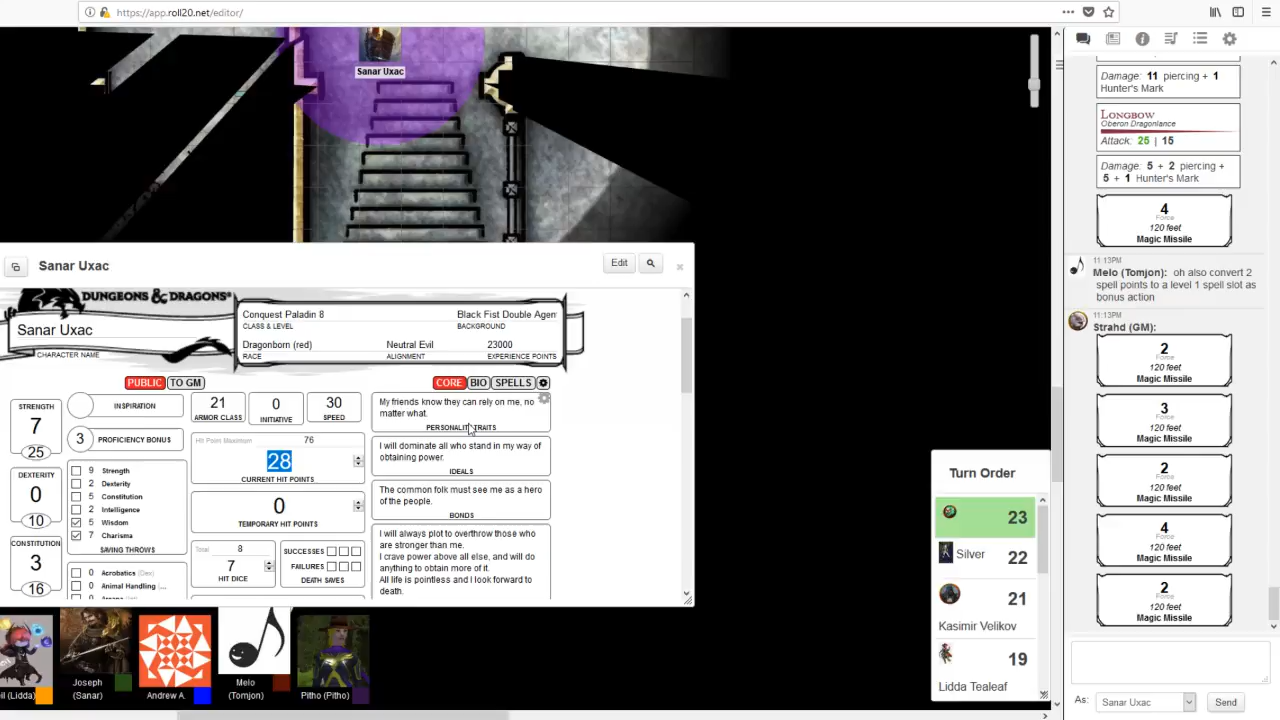 https://app.roll20.net/editor/
Sanar Uxac
Damage: 11 piercing + 1
Hunter's Mark
LONGBOW
Oberon Dragonlance
Attack: 25 | 15
Damage: 5 + 2 piercing +
5 + 1 Hunter's Mark
4
Force
120 feet
Magic Missile
11:13PM
Melo (Tomjon): oh also convert 2
spell points to a level 1 spell slot as
bonus action
11:13PM
Strahd (GM):
2
Force
120 feet
Magic Missile
3
Force
120 feet
Magic Missile
2
Force
120 feet
Magic Missile
4
Force
120 feet
Magic Missile
2
Force
120 feet
Magic Missile
As: Sanar Uxac
Send
Sanar Uxac
Edit
DUNGEONS & DRAGONS®
Sanar Uxac
CHARACTER NAME
Conquest Paladin 8
Black Fist Double Agen
CLASS & LEVEL
BACKGROUND
Dragonborn (red)
Neutral Evil
23000
RACE
ALIGNMENT
EXPERIENCE POINTS
PUBLIC TO GM
CORE BIO SPELLS
STRENGTH
7
25
DEXTERITY
0
10
CONSTITUTION
3
16
INSPIRATION
3 PROFICIENCY BONUS
9 Strength
2 Dexterity
5 Constitution
2 Intelligence
5 Wisdom
7 Charisma
SAVING THROWS
0 Acrobatics (Dex)
0 Animal Handling (...
21
ARMOR CLASS
0
INITIATIVE
30
SPEED
Hit Point Maximum 76
28
CURRENT HIT POINTS
0
TEMPORARY HIT POINTS
Total 8
7
HIT DICE
SUCCESSES
FAILURES
DEATH SAVES
My friends know they can rely on me, no
matter what.
PERSONALITY TRAITS
I will dominate all who stand in my way of
obtaining power.
IDEALS
The common folk must see me as a hero
of the people.
BONDS
I will always plot to overthrow those who
are stronger than me.
I crave power above all else, and will do
anything to obtain more of it.
All life is pointless and I look forward to
death.
Turn Order
23
Silver 22
21
Kasimir Velikov
19
Lidda Tealeaf
(Lidda)
Joseph
(Sanar)
Andrew A.
Melo
(Tomjon)
Pitho (Pitho)